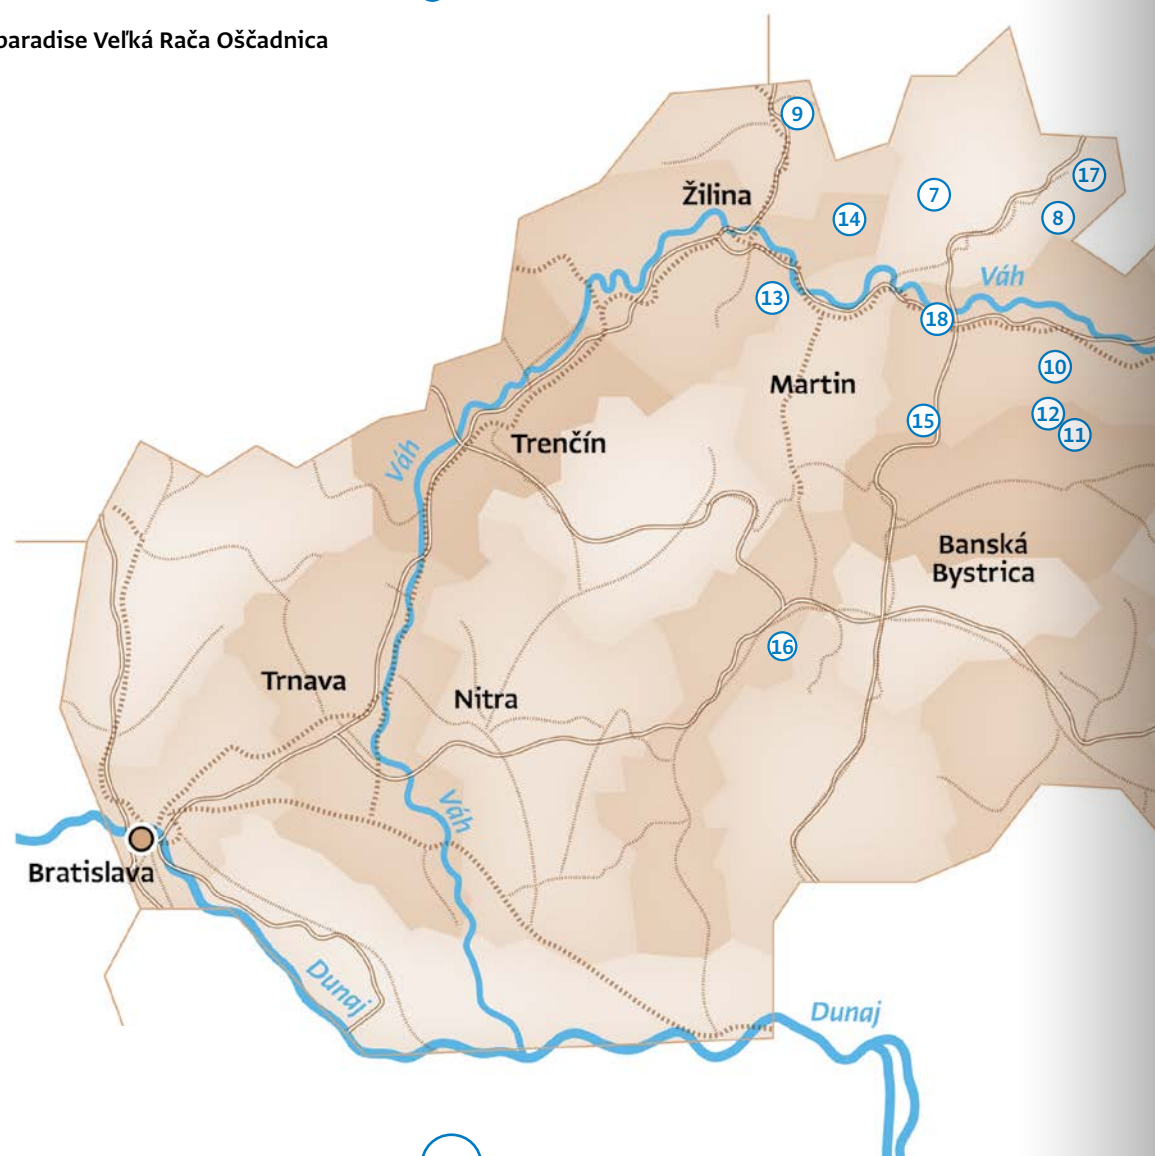 paradise Veľká Rača Oščadnica
9
17
Žilina
7
14
8
Váh
13
18
10
Martin
12
15
11
Trenčín
Váh
Banská
Bystrica
16
Trnava
Nitra
Váh
Bratislava
Dunaj
Dunaj